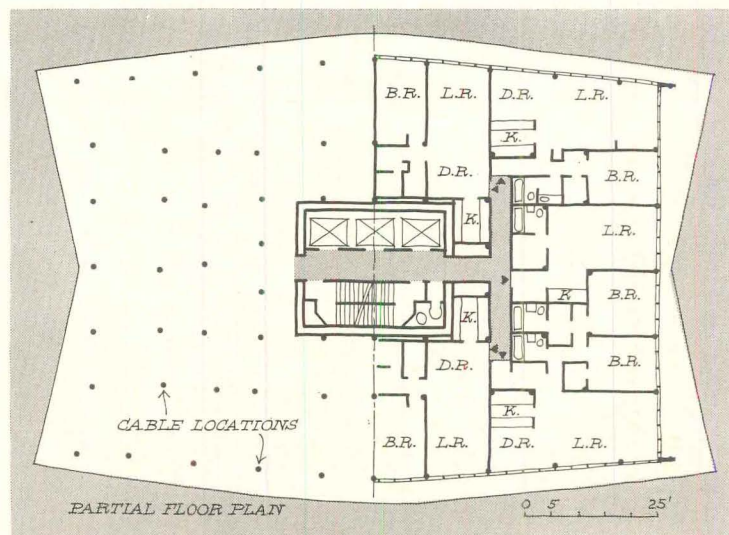 B.R. L.R. D.R. L.R.
K.
D.R. B.R.
K. L.R.
K B.R.
K.
D.R. B.R.
CABLE LOCATIONS K.
B.R. L.R. D.R. L.R.
PARTIAL FLOOR PLAN
0 5 25'